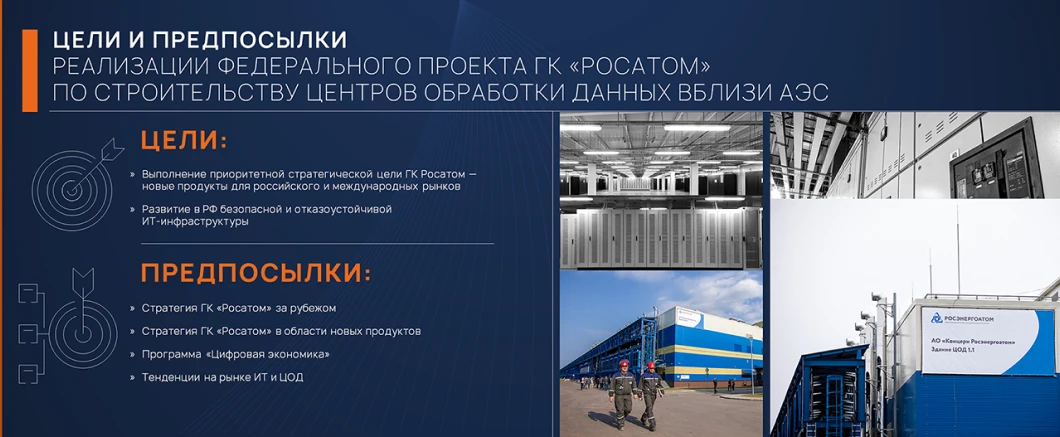 ЦЕЛИ И ПРЕДПОСЫЛКИ
РЕАЛИЗАЦИИ ФЕДЕРАЛЬНОГО ПРОЕКТА ГК «РОСАТОМ»
ПО СТРОИТЕЛЬСТВУ ЦЕНТРОВ ОБРАБОТКИ ДАННЫХ ВБЛИЗИ АЭС
ЦЕЛИ:
» Выполнение приоритетной стратегической цели ГК Росатом —
новые продукты для российского и международных рынков
» Развитие в РФ безопасной и отказоустойчивой
ИТ-инфраструктуры
ПРЕДПОСЫЛКИ:
» Стратегия ГК «Росатом» за рубежом
» Стратегия ГК «Росатом» в области новых продуктов
» Программа «Цифровая экономика»
» Тенденции на рынке ИТ и ЦОД
РОСЭНЕРГОАТОМ
АО «Концерн Росэнергоатом»
Здание ЦОД 1.1